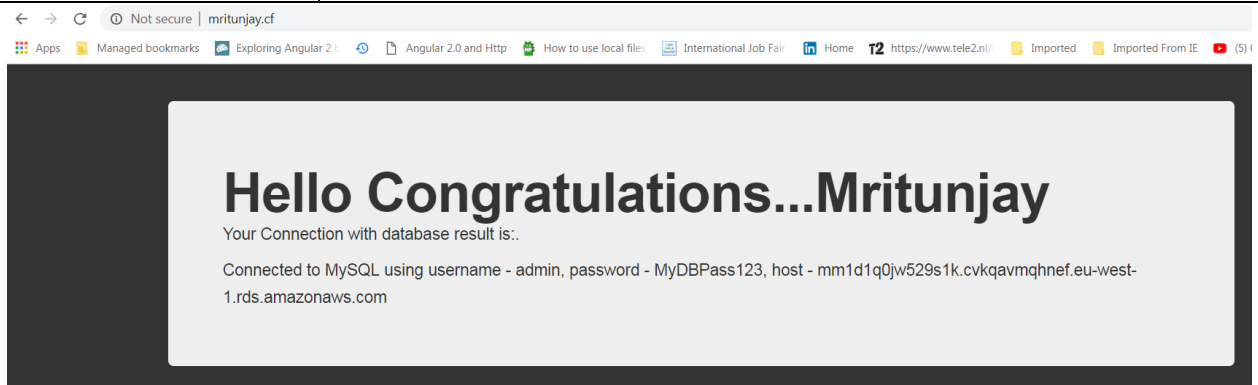 Not secure | mritunjay.cf
Apps Managed bookmarks Exploring Angular 2 b Angular 2.0 and Http How to use local files International Job Fair Home T2 https://www.tele2.nl/ Imported Imported From IE (5)
Hello Congratulations...Mritunjay
Your Connection with database result is:.
Connected to MySQL using username - admin, password - MyDBPass123, host - mm1d1q0jw529s1k.cvkqavmqhnef.eu-west-
1.rds.amazonaws.com